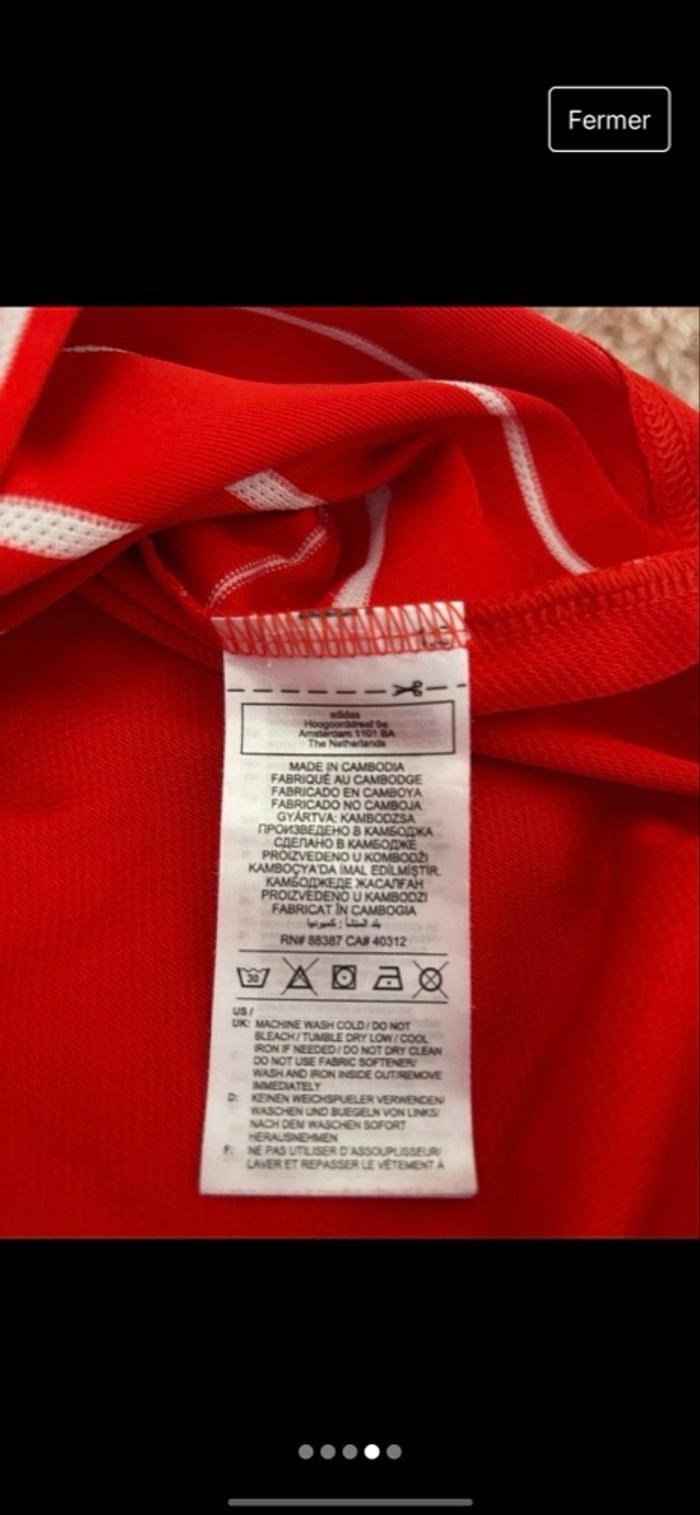 Fermer
adidas
Hoogoorddreef 9a
Amsterdam 1101 BA
The Netherlands
MADE IN CAMBODIA
FABRIQUÉ AU CAMBODGE
FABRICADO EN CAMBOYA
FABRICADO NO CAMBOJA
GYÁRTVA: KAMBODZSA
ПРОИЗВЕДЕНО В КАМБОДЖА
СДЕЛАНО В КАМБОДЖЕ
PROIZVEDENO U KOMBODŽI
KAMBOÇYA'DA İMAL EDİLMİŞTİR.
КАМБОДЖЕДЕ ЖАСАЛҒАН
PROIZVEDENO U KAMBODZI
FABRICAT ÎN CAMBOGIA
بلد المنشأ : كمبوديا
RN# 88387 CA# 40312
30
US /
UK: MACHINE WASH COLD / DO NOT
BLEACH / TUMBLE DRY LOW / COOL
IRON IF NEEDED / DO NOT DRY CLEAN
DO NOT USE FABRIC SOFTENER/
WASH AND IRON INSIDE OUT/REMOVE
IMMEDIATELY
D: KEINEN WEICHSPUELER VERWENDEN/
WASCHEN UND BUEGELN VON LINKS/
NACH DEM WASCHEN SOFORT
HERAUSNEHMEN
F: NE PAS UTILISER D'ASSOUPLISSEUR/
LAVER ET REPASSER LE VÊTEMENT À